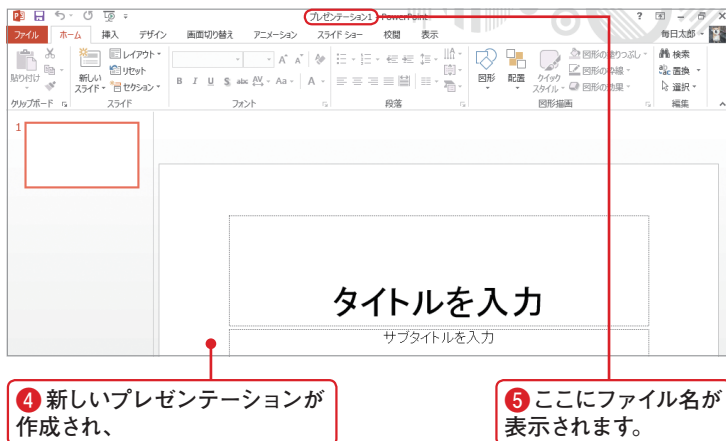 プレゼンテーション1 - PowerPoint
?
毎日太郎
ファイル ホーム 挿入 デザイン 画面切り替え アニメーション スライド ショー 校閲 表示
貼り付け
新しい
スライド
レイアウト
リセット
セクション
B I U S abc AV Aa A
図形
配置
クイック
スタイル
図形の塗りつぶし
図形の枠線
図形の効果
検索
置換
選択
クリップボード スライド フォント 段落 図形描画 編集
1
タイトルを入力
サブタイトルを入力
4 新しいプレゼンテーションが
作成され、
5 ここにファイル名が
表示されます。